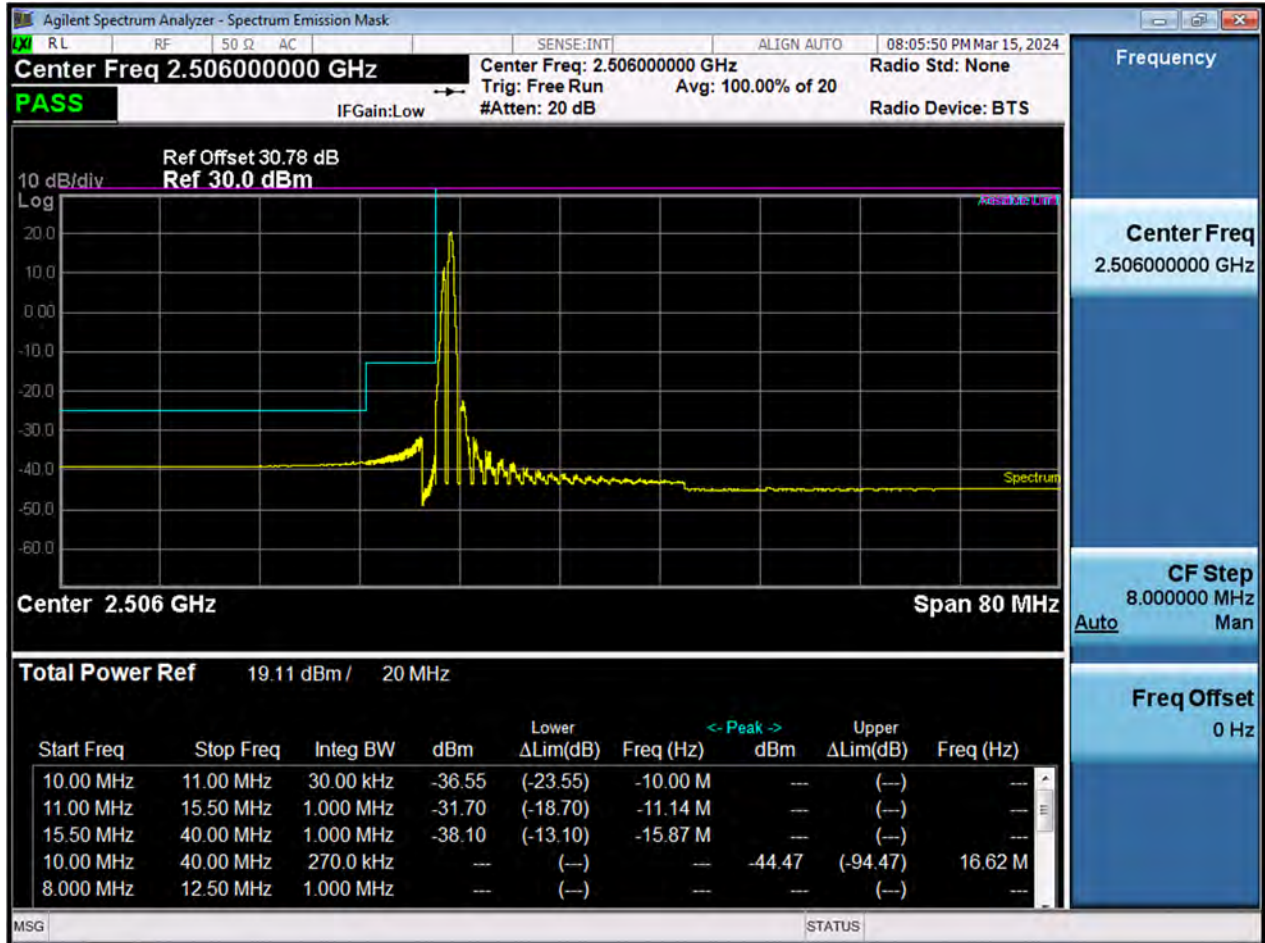 Agilent Spectrum Analyzer - Spectrum Emission Mask
LXI RL RF 50 Ω AC SENSE:INT ALIGN AUTO 08:05:50 PM Mar 15, 2024
Center Freq 2.506000000 GHz
PASS
IFGain:Low
Center Freq: 2.506000000 GHz
Trig: Free Run Avg: 100.00% of 20
#Atten: 20 dB
Radio Std: None
Radio Device: BTS
Ref Offset 30.78 dB
10 dB/div Ref 30.0 dBm
Log
Absolute Limit
20.0
10.0
0.00
-10.0
-20.0
-30.0
-40.0
Spectrum
-50.0
-60.0
Center 2.506 GHz Span 80 MHz
Total Power Ref 19.11 dBm / 20 MHz
Lower <- Peak -> Upper
Start Freq Stop Freq Integ BW dBm ΔLim(dB) Freq (Hz) dBm ΔLim(dB) Freq (Hz)
10.00 MHz 11.00 MHz 30.00 kHz -36.55 (-23.55) -10.00 M --- (---) ---
11.00 MHz 15.50 MHz 1.000 MHz -31.70 (-18.70) -11.14 M --- (---) ---
15.50 MHz 40.00 MHz 1.000 MHz -38.10 (-13.10) -15.87 M --- (---) ---
10.00 MHz 40.00 MHz 270.0 kHz --- (---) --- -44.47 (-94.47) 16.62 M
8.000 MHz 12.50 MHz 1.000 MHz --- (---) --- --- (---) ---
MSG STATUS
Frequency
Center Freq
2.506000000 GHz
CF Step
8.000000 MHz
Auto Man
Freq Offset
0 Hz